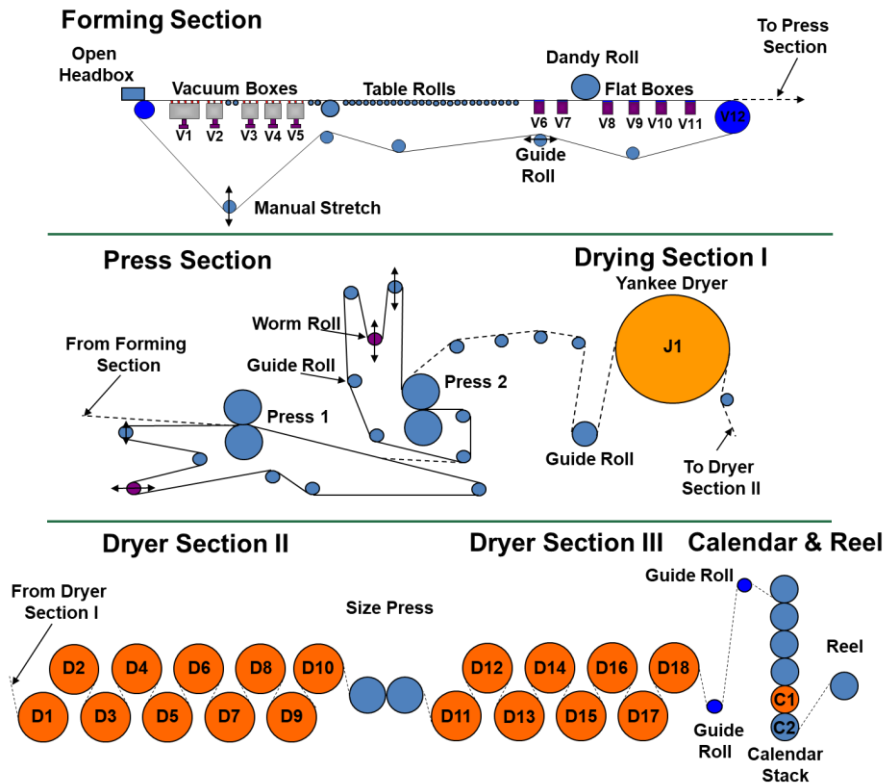 Forming Section
Open
Headbox
Vacuum Boxes
Table Rolls
Dandy Roll
Flat Boxes
To Press
Section
V1
V2
V3
V4
V5
V6
V7
V8
V9
V10
V11
V12
Guide
Roll
Manual Stretch
Press Section
Drying Section I
Yankee Dryer
Worm Roll
From Forming
Section
Guide Roll
Press 1
Press 2
J1
Guide Roll
To Dryer
Section II
Dryer Section II
Dryer Section III
Calendar & Reel
From Dryer
Section I
Size Press
Guide Roll
Reel
D2
D4
D6
D8
D10
D12
D14
D16
D18
D1
D3
D5
D7
D9
D11
D13
D15
D17
C1
C2
Guide
Roll
Calendar
Stack